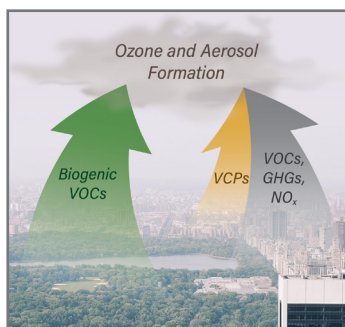 Ozone and Aerosol
Formation
Biogenic
VOCs
VCPs
VOCs,
GHGs,
NOₓ